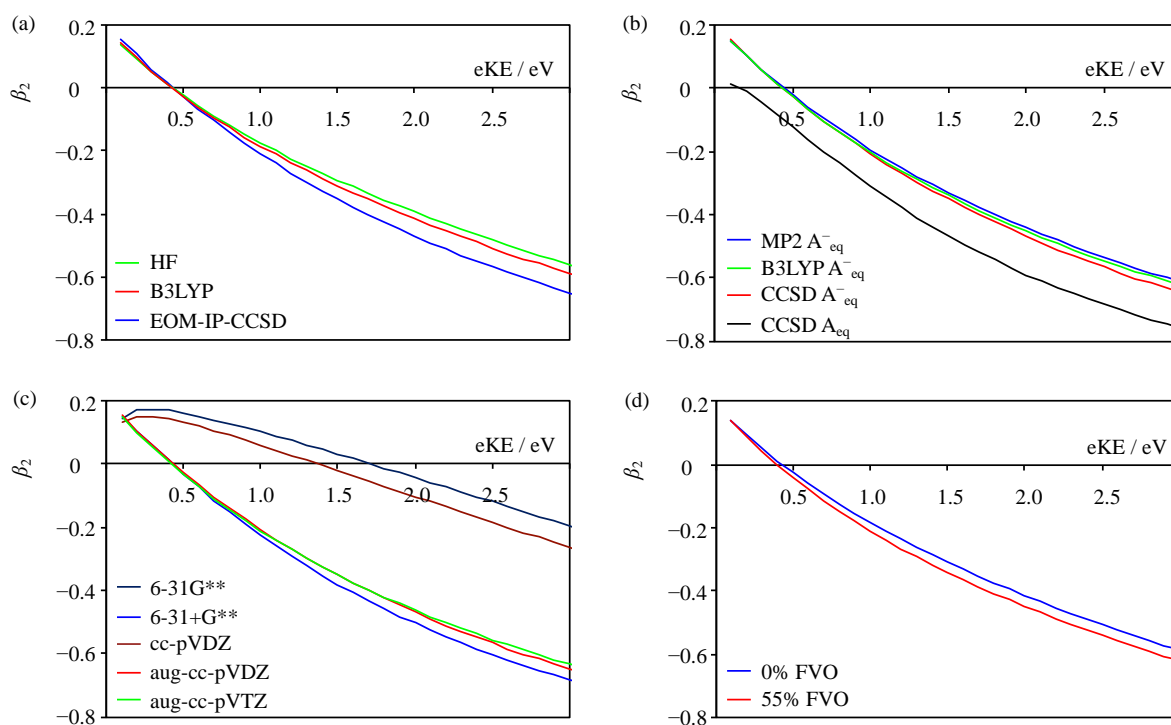 (a)
0.2
0
−0.2
−0.4
−0.6
−0.8
β₂
eKE / eV
0.5
1.0
1.5
2.0
2.5
HF
B3LYP
EOM-IP-CCSD
(b)
0.2
0
−0.2
−0.4
−0.6
−0.8
β₂
eKE / eV
0.5
1.0
1.5
2.0
2.5
MP2 A⁻eq
B3LYP A⁻eq
CCSD A⁻eq
CCSD Aeq
(c)
0.2
0
−0.2
−0.4
−0.6
−0.8
β₂
eKE / eV
0.5
1.0
1.5
2.0
2.5
6-31G**
6-31+G**
cc-pVDZ
aug-cc-pVDZ
aug-cc-pVTZ
(d)
0.2
0
−0.2
−0.4
−0.6
−0.8
β₂
eKE / eV
0.5
1.0
1.5
2.0
2.5
0% FVO
55% FVO